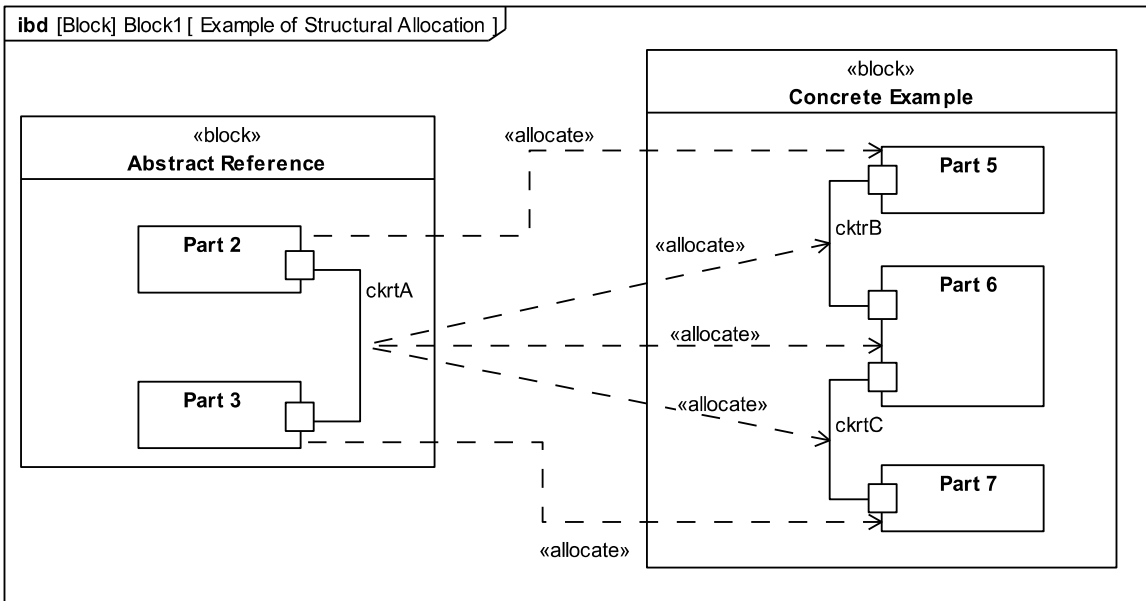 ibd [Block] Block1 [ Example of Structural Allocation ]
«block»
Concrete Example
«block»
Abstract Reference
«allocate»
Part 5
Part 2
cktrB
«allocate»
ckrtA
Part 6
«allocate»
Part 3
«allocate»
ckrtC
Part 7
«allocate»